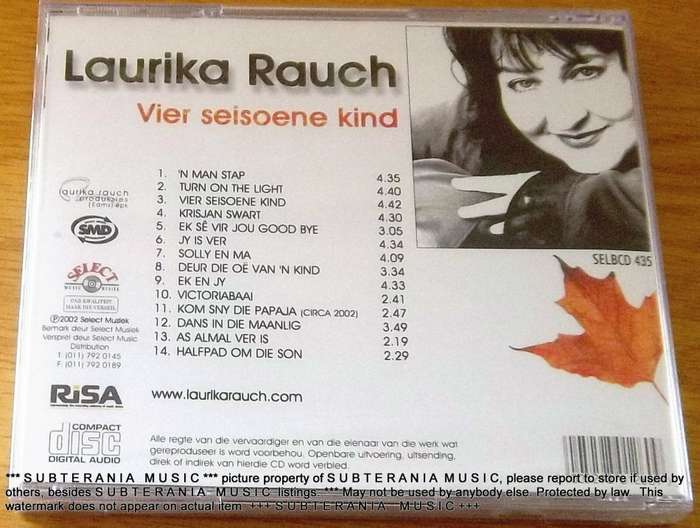 Laurika Rauch
Vier seisoene kind
1. 'N MAN STAP 4.35
2. TURN ON THE LIGHT 4.40
3. VIER SEISOENE KIND 4.42
4. KRISJAN SWART 4.30
5. EK SÊ VIR JOU GOOD BYE 3.05
6. JY IS VER 4.34
7. SOLLY EN MA 4.09
8. DEUR DIE OË VAN 'N KIND 3.34
9. EK EN JY 4.33
10. VICTORIABAAI 2.41
11. KOM SNY DIE PAPAJA (CIRCA 2002) 2.47
12. DANS IN DIE MAANLIG 3.49
13. AS ALMAL VER IS 2.19
14. HALFPAD OM DIE SON 2.29
laurika rauch
produksies
SMD
SELECT
MUSIC MUSIEK
ONS KWALITEIT
MAAK DIE VERSKIL
℗2002 Select Musiek
Bemark deur Select Musiek
Versprei deur Select Music
Distribution
T: (011) 792 0145
F: (011) 792 0189
SELBCD 435
RiSA
www.laurikarauch.com
COMPACT
disc
DIGITAL AUDIO
Alle regte van die vervaardiger en van die eienaar van die werk wat
gereproduseer is word voorbehou. Openbare uitvoering, uitsending,
direk of indirek van hierdie CD word verbied.
*** S U B T E R A N I A M U S I C *** picture property of S U B T E R A N I A M U S I C, please report to store if used by
others, besides S U B T E R A N I A M U S I C listings. *** May not be used by anybody else. Protected by law. This
watermark does not appear on actual item. +++ S U B T E R A N I A M U S I C +++